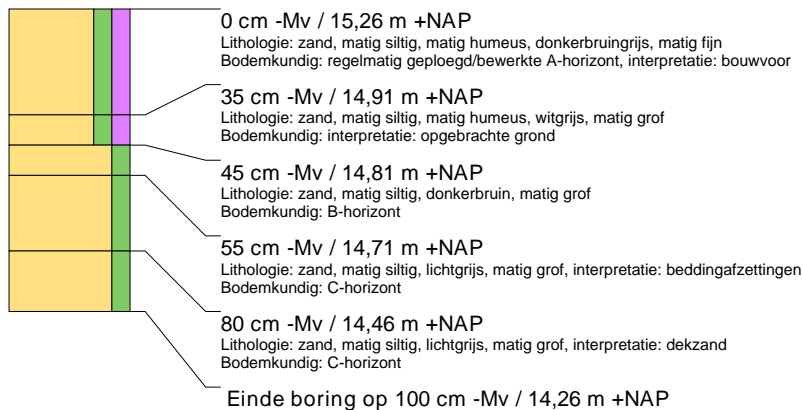 0 cm -Mv / 15,26 m +NAP
Lithologie: zand, matig siltig, matig humeus, donkerbruingrijs, matig fijn
Bodemkundig: regelmatig geploegd/bewerkte A-horizont, interpretatie: bouwvoor
35 cm -Mv / 14,91 m +NAP
Lithologie: zand, matig siltig, matig humeus, witgrijs, matig grof
Bodemkundig: interpretatie: opgebrachte grond
45 cm -Mv / 14,81 m +NAP
Lithologie: zand, matig siltig, donkerbruin, matig grof
Bodemkundig: B-horizont
55 cm -Mv / 14,71 m +NAP
Lithologie: zand, matig siltig, lichtgrijs, matig grof, interpretatie: beddingafzettingen
Bodemkundig: C-horizont
80 cm -Mv / 14,46 m +NAP
Lithologie: zand, matig siltig, lichtgrijs, matig grof, interpretatie: dekzand
Bodemkundig: C-horizont
Einde boring op 100 cm -Mv / 14,26 m +NAP